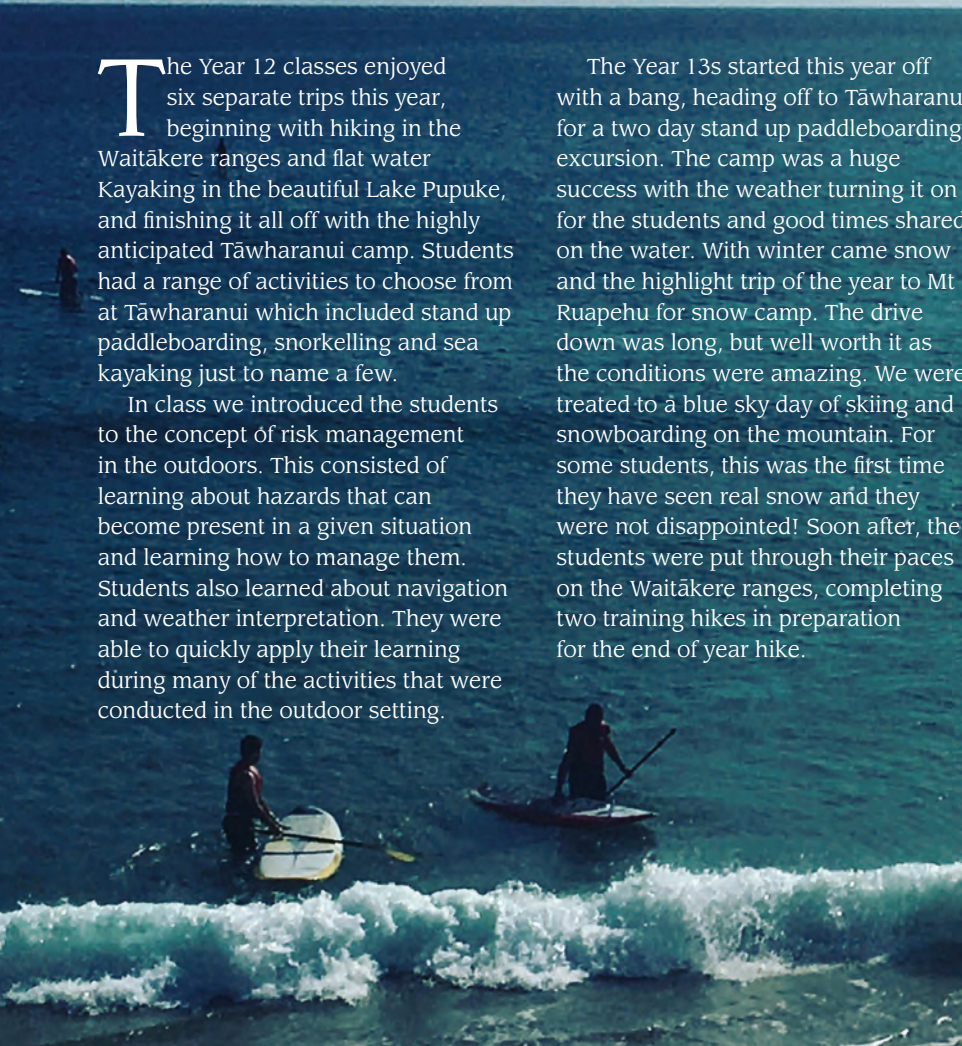 The Year 12 classes enjoyed
six separate trips this year,
beginning with hiking in the
Waitākere ranges and flat water
Kayaking in the beautiful Lake Pupuke,
and finishing it all off with the highly
anticipated Tāwharanui camp. Students
had a range of activities to choose from
at Tāwharanui which included stand up
paddleboarding, snorkelling and sea
kayaking just to name a few.
In class we introduced the students
to the concept of risk management
in the outdoors. This consisted of
learning about hazards that can
become present in a given situation
and learning how to manage them.
Students also learned about navigation
and weather interpretation. They were
able to quickly apply their learning
during many of the activities that were
conducted in the outdoor setting.
The Year 13s started this year off
with a bang, heading off to Tāwharanu
for a two day stand up paddleboarding
excursion. The camp was a huge
success with the weather turning it on
for the students and good times shared
on the water. With winter came snow
and the highlight trip of the year to Mt
Ruapehu for snow camp. The drive
down was long, but well worth it as
the conditions were amazing. We were
treated to a blue sky day of skiing and
snowboarding on the mountain. For
some students, this was the first time
they have seen real snow and they
were not disappointed! Soon after, the
students were put through their paces
on the Waitākere ranges, completing
two training hikes in preparation
for the end of year hike.